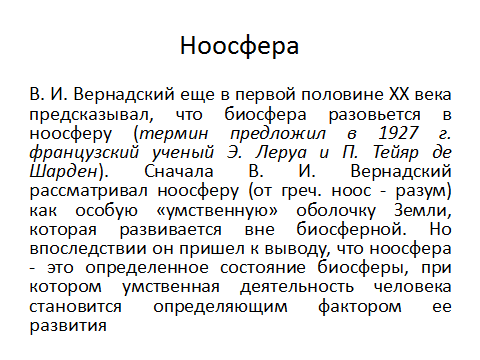 Ноосфера
В. И. Вернадский еще в первой половине XX века
предсказывал, что биосфера разовьется в
ноосферу (термин предложил в 1927 г.
французский ученый Э. Леруа и П. Тейяр де
Шарден). Сначала В. И. Вернадский
рассматривал ноосферу (от греч. ноос - разум)
как особую «умственную» оболочку Земли,
которая развивается вне биосферной. Но
впоследствии он пришел к выводу, что ноосфера
- это определенное состояние биосферы, при
котором умственная деятельность человека
становится определяющим фактором ее
развития